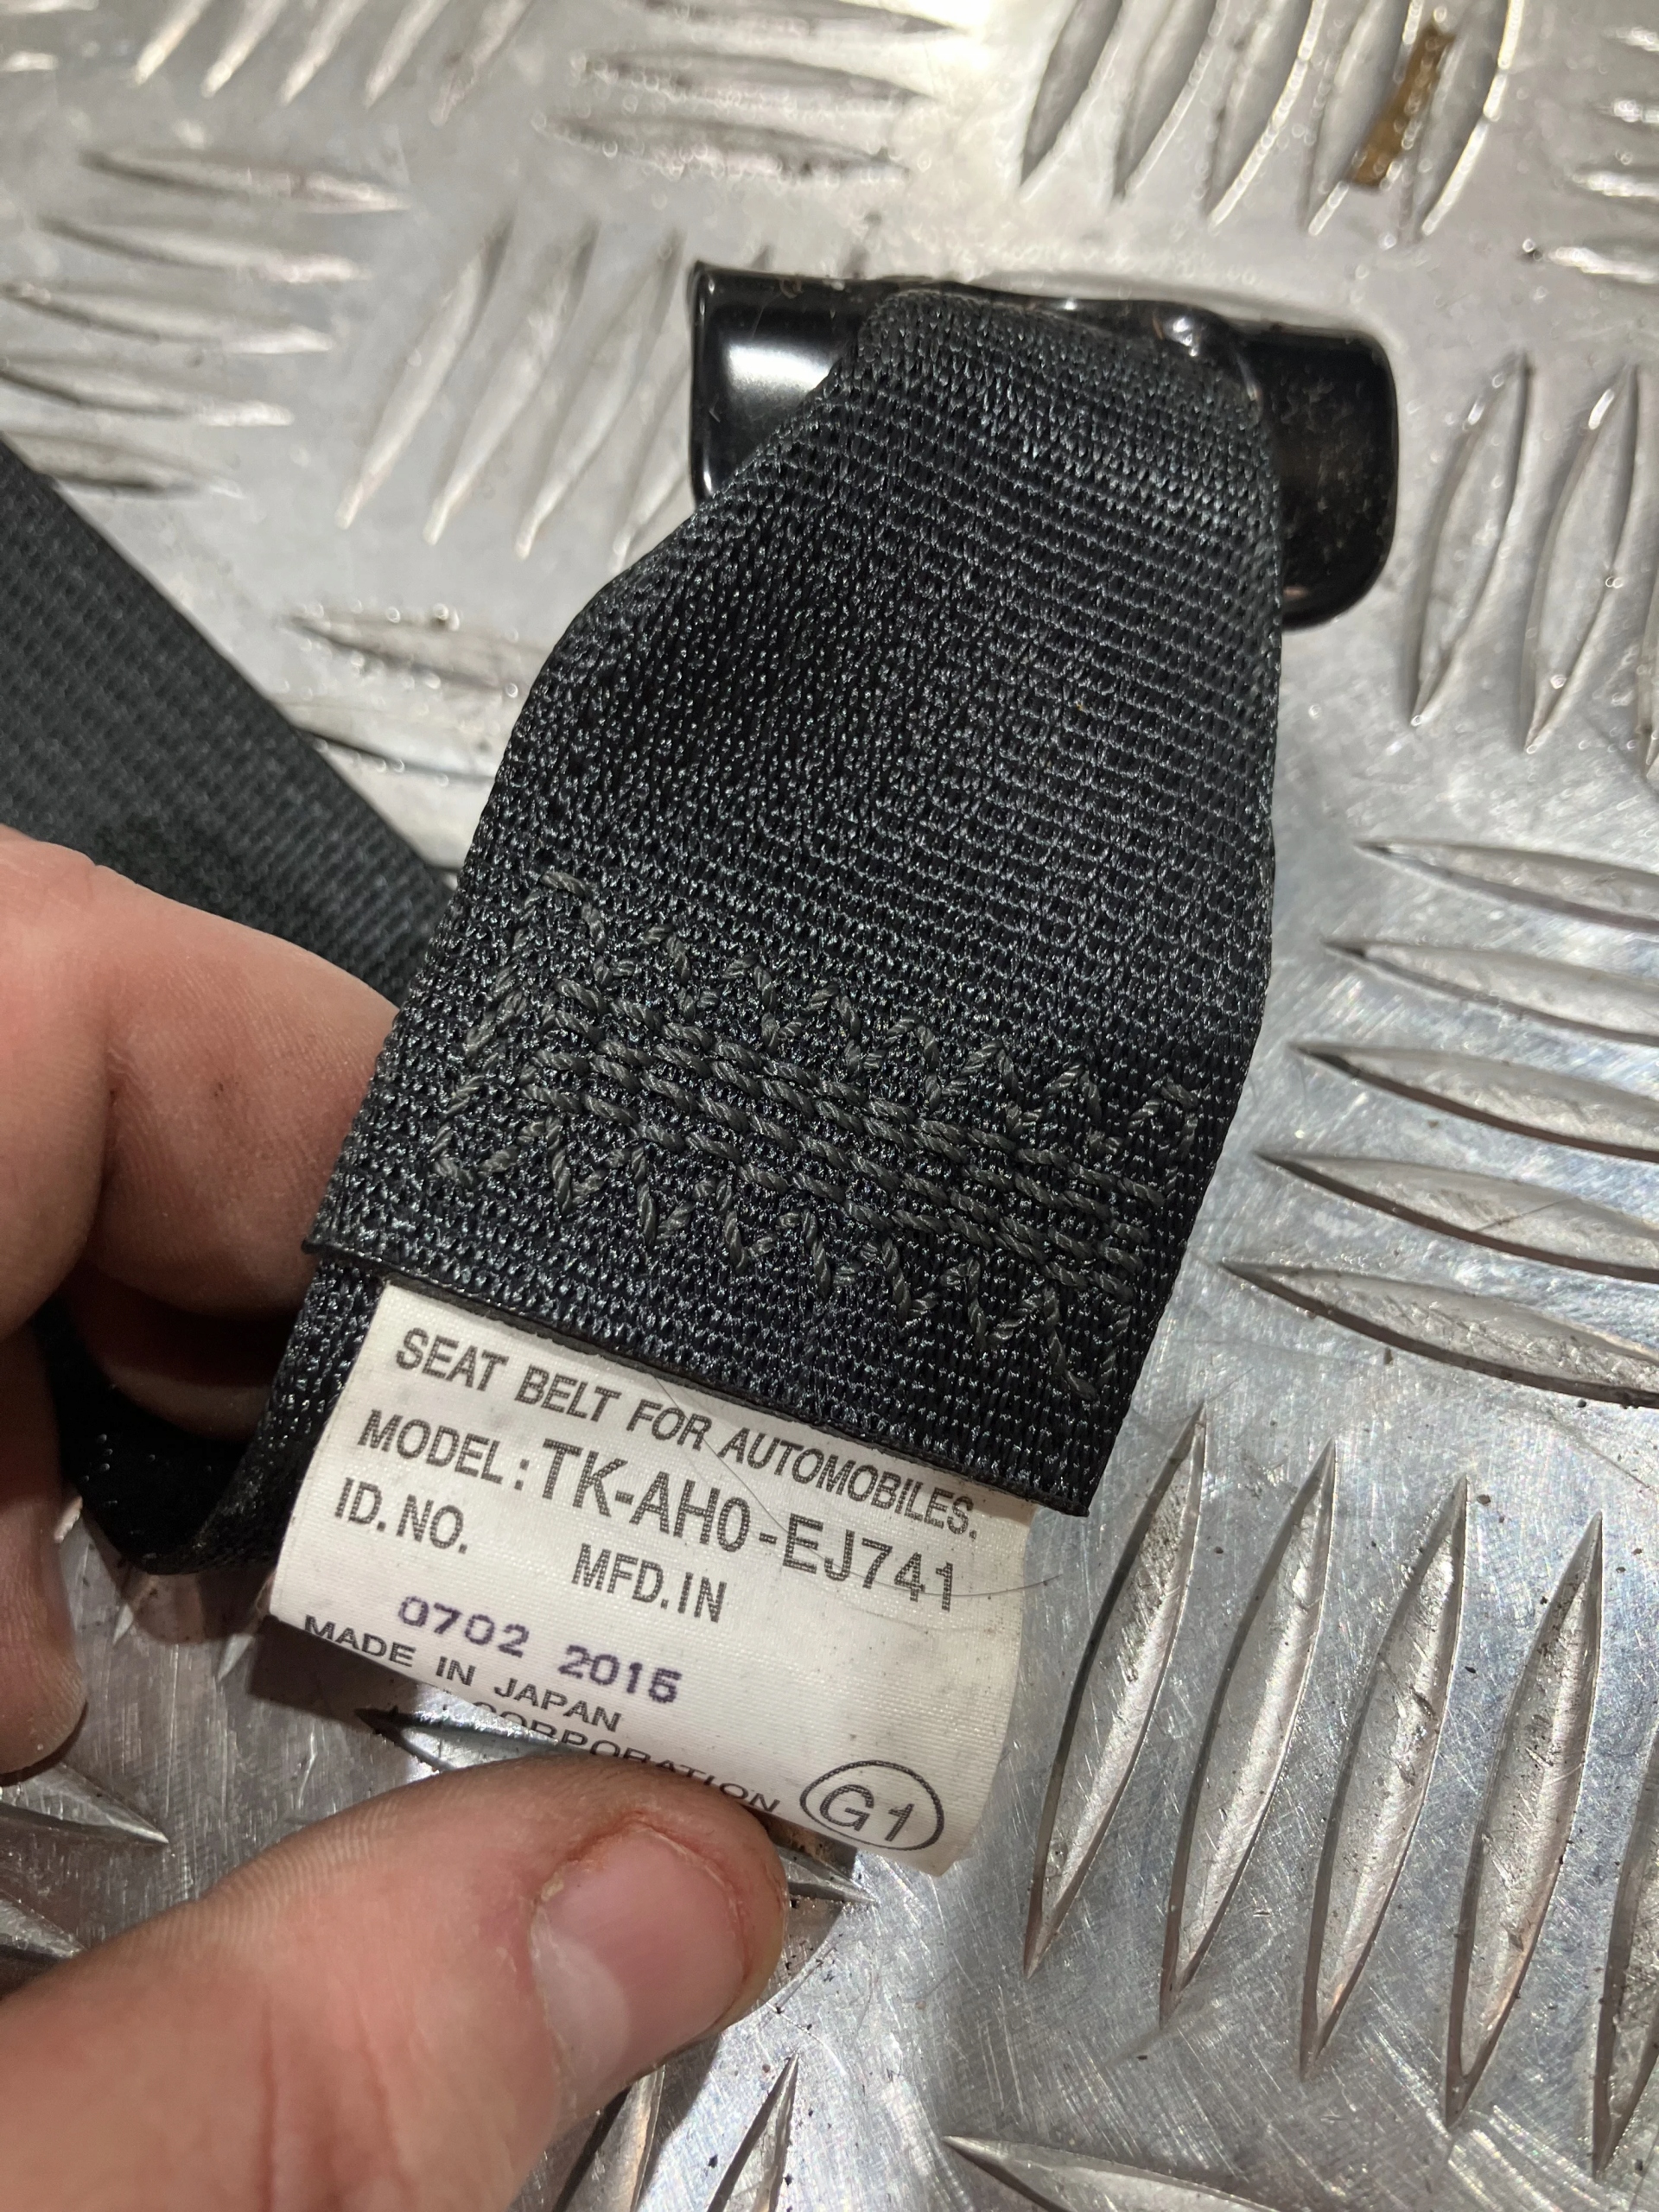 SEAT BELT FOR AUTOMOBILES.
MODEL: TK-AH0-EJ741
ID.NO. MFD.IN
0702 2015
MADE IN JAPAN
CORPORATION G1